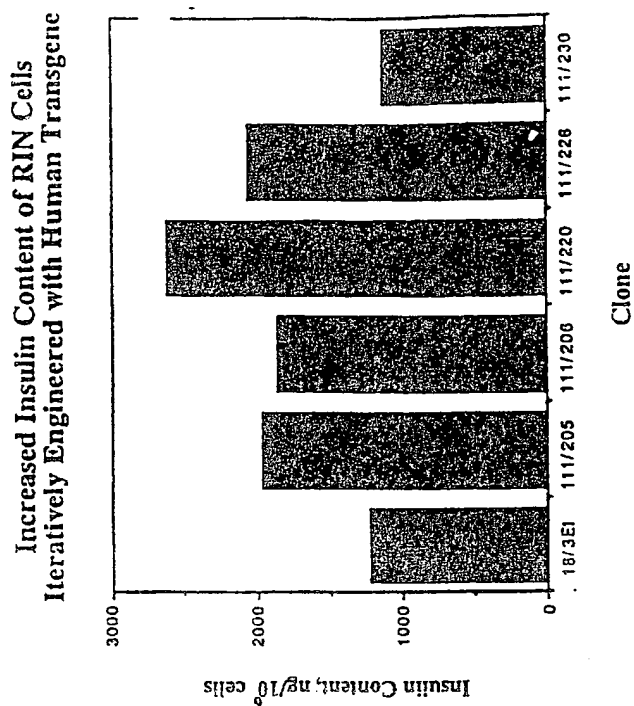 Increased Insulin Content of RIN Cells
Iteratively Engineered with Human Transgene
3000
2000
1000
0
Insulin Content, ng/10⁶ cells
18/3E1
111/205
111/206
111/220
111/226
111/230
Clone